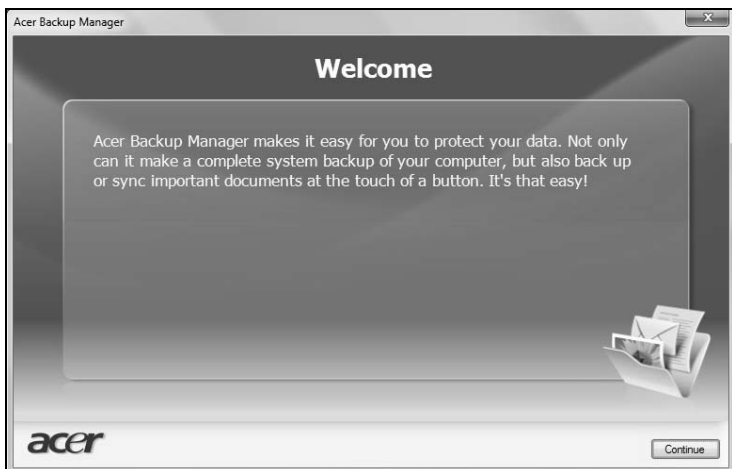 Acer Backup Manager
x
Welcome
Acer Backup Manager makes it easy for you to protect your data. Not only
can it make a complete system backup of your computer, but also back up
or sync important documents at the touch of a button. It's that easy!
acer
Continue